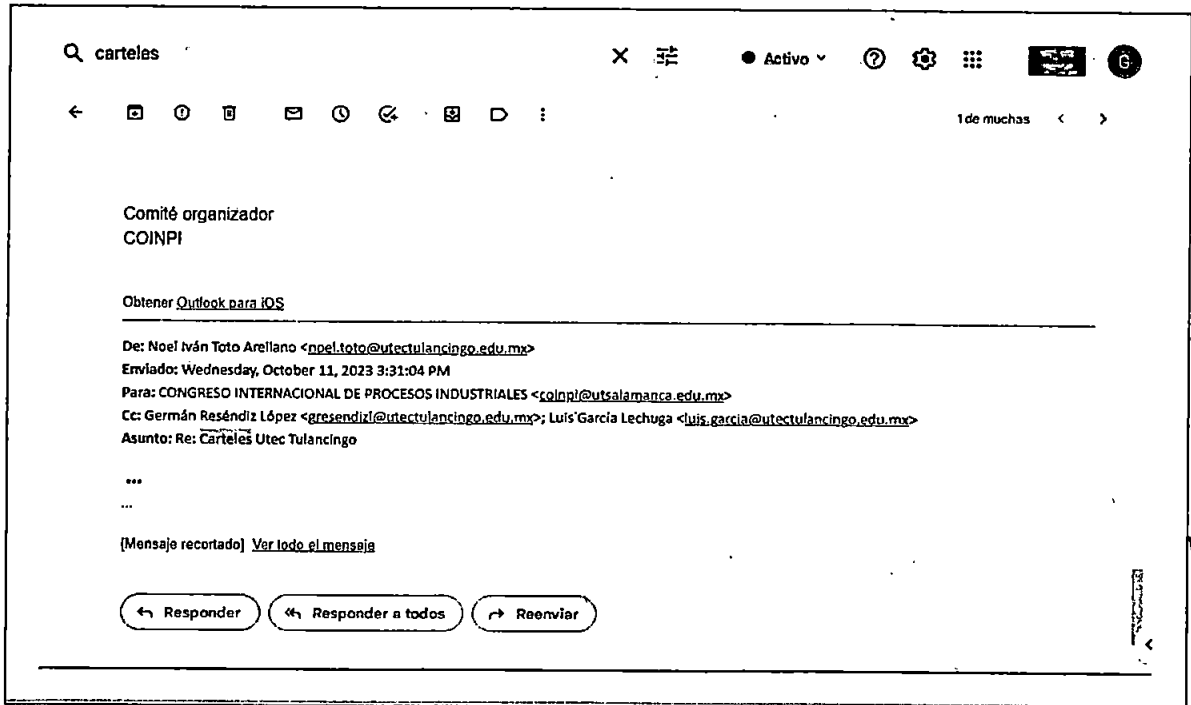 carteles
Activo
G
1 de muchas
Comité organizador
COINPI
Obtener Outlook para iOS
De: Noel Iván Toto Arellano <noel.toto@utectulancingo.edu.mx>
Enviado: Wednesday, October 11, 2023 3:31:04 PM
Para: CONGRESO INTERNACIONAL DE PROCESOS INDUSTRIALES <coinpi@utsalamanca.edu.mx>
Cc: Germán Reséndiz López <gresendizl@utectulancingo.edu.mx>; Luis García Lechuga <luis.garcia@utectulancingo.edu.mx>
Asunto: Re: Carteles Utec Tulancingo
...
...
[Mensaje recortado] Ver todo el mensaje
Responder Responder a todos Reenviar